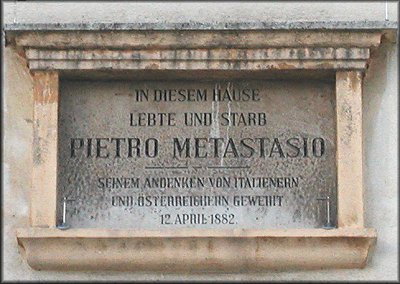 IN DIESEM HAUSE
LEBTE UND STARB
PIETRO METASTASIO
SEINEM ANDENKEN VON ITALIENERN
UND ÖSTERREICHERN GEWEIHT
12. APRIL 1882.